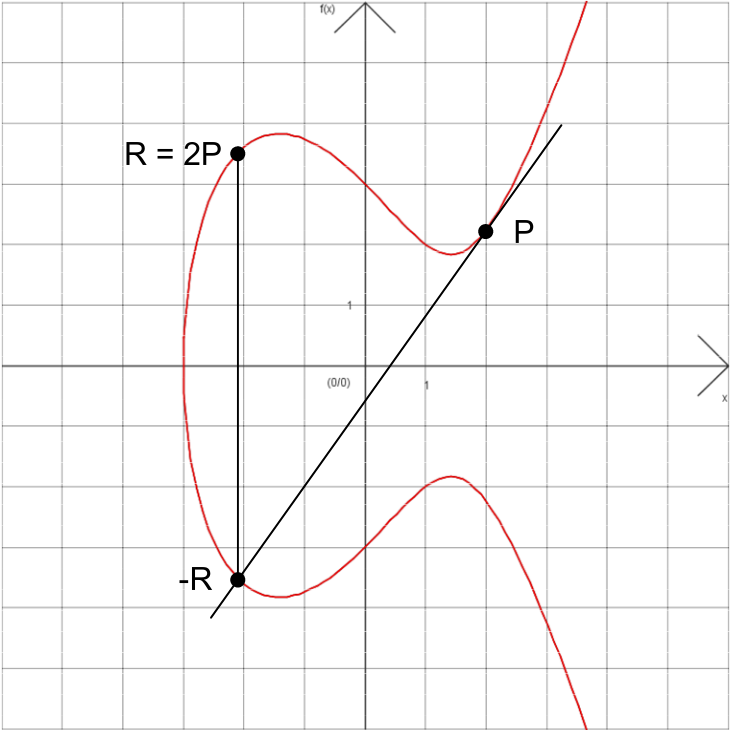 f(x)
R = 2P
P
1
(0/0)
1
x
-R